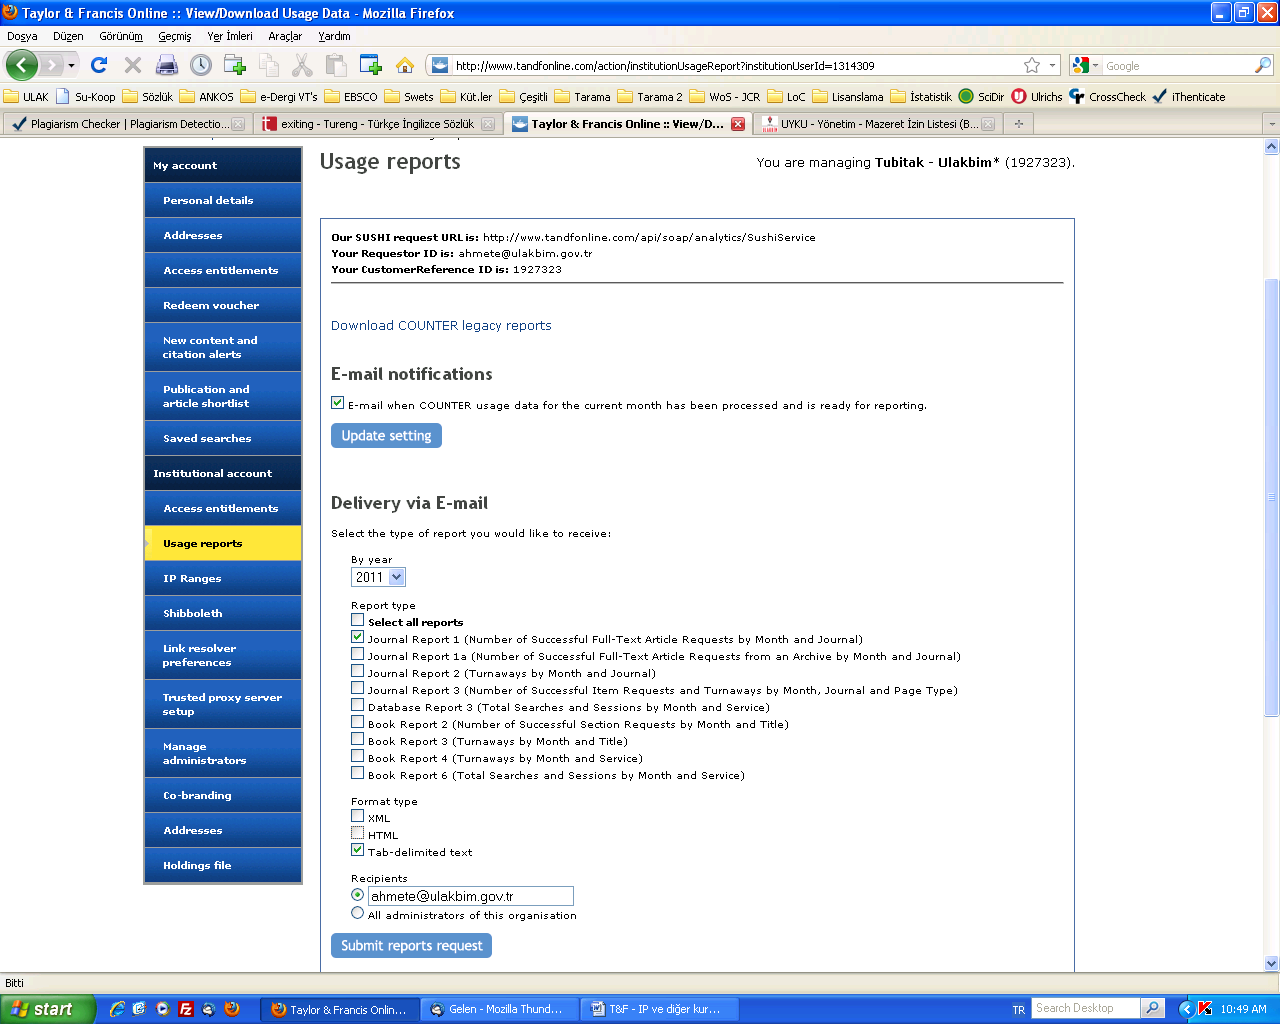 Taylor & Francis Online :: View/Download Usage Data - Mozilla Firefox
Dosya Düzen Görünüm Geçmiş Yer İmleri Araçlar Yardım
http://www.tandfonline.com/action/institutionUsageReport?institutionUserId=1314309
Google
ULAK Su-Koop Sözlük ANKOS e-Dergi VT's EBSCO Swets Küt.ler Çeşitli Tarama Tarama 2 WoS - JCR LoC Lisanslama İstatistik SciDir Ulrichs CrossCheck iThenticate
Plagiarism Checker | Plagiarism Detectio... exiting - Tureng - Türkçe İngilizce Sözlük Taylor & Francis Online :: View/D... UYKU - Yönetim - Mazeret İzin Listesi (B...
My account
Personal details
Addresses
Access entitlements
Redeem voucher
New content and
citation alerts
Publication and
article shortlist
Saved searches
Institutional account
Access entitlements
Usage reports
IP Ranges
Shibboleth
Link resolver
preferences
Trusted proxy server
setup
Manage
administrators
Co-branding
Addresses
Holdings file
Usage reports
You are managing Tubitak - Ulakbim* (1927323).
Our SUSHI request URL is: http://www.tandfonline.com/api/soap/analytics/SushiService
Your Requestor ID is: ahmete@ulakbim.gov.tr
Your CustomerReference ID is: 1927323
Download COUNTER legacy reports
E-mail notifications
E-mail when COUNTER usage data for the current month has been processed and is ready for reporting.
Update setting
Delivery via E-mail
Select the type of report you would like to receive:
By year
2011
Report type
Select all reports
Journal Report 1 (Number of Successful Full-Text Article Requests by Month and Journal)
Journal Report 1a (Number of Successful Full-Text Article Requests from an Archive by Month and Journal)
Journal Report 2 (Turnaways by Month and Journal)
Journal Report 3 (Number of Successful Item Requests and Turnaways by Month, Journal and Page Type)
Database Report 3 (Total Searches and Sessions by Month and Service)
Book Report 2 (Number of Successful Section Requests by Month and Title)
Book Report 3 (Turnaways by Month and Title)
Book Report 4 (Turnaways by Month and Service)
Book Report 6 (Total Searches and Sessions by Month and Service)
Format type
XML
HTML
Tab-delimited text
Recipients
ahmete@ulakbim.gov.tr
All administrators of this organisation
Submit reports request
Bitti
start Taylor & Francis Onlin... Gelen - Mozilla Thund... T&F - IP ve diğer kur... TR Search Desktop 10:49 AM